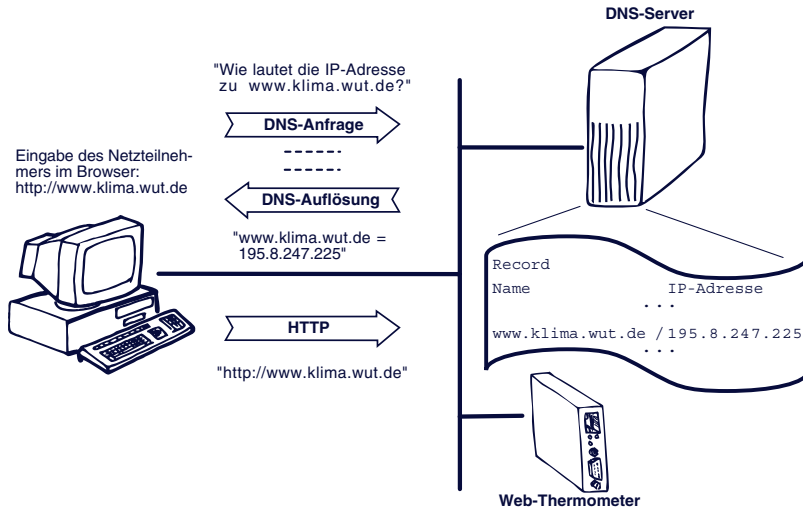 DNS-Server
"Wie lautet die IP-Adresse
zu www.klima.wut.de?"
DNS-Anfrage
Eingabe des Netzteilneh-
mers im Browser:
http://www.klima.wut.de
DNS-Auflösung
"www.klima.wut.de =
195.8.247.225"
Record
Name IP-Adresse
...
www.klima.wut.de / 195.8.247.225
...
HTTP
"http://www.klima.wut.de"
Web-Thermometer